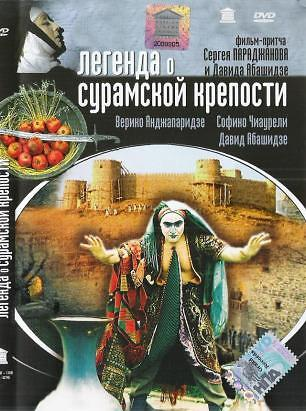 DVD
фильм-притча
Сергея ПАРАДЖАНОВА
и Давида Абашидзе
легенда о
сурамской крепости
Верико Анджапаридзе Софико Чиаурели
Давид Абашидзе
легенда о сурамской крепости